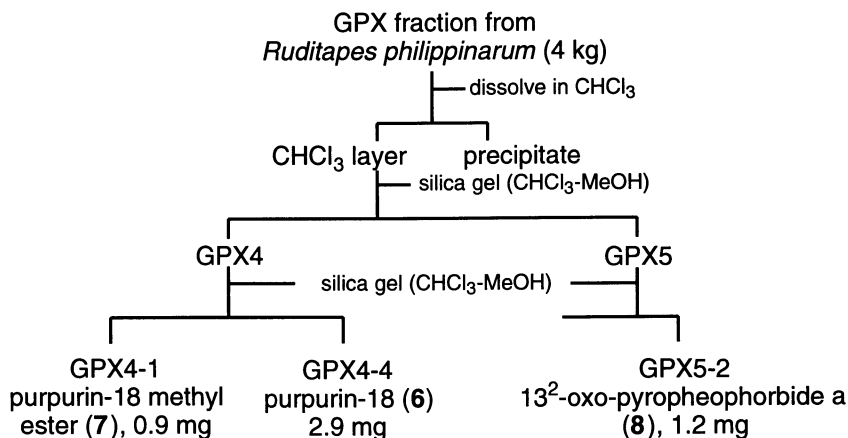 GPX fraction from
Ruditapes philippinarum (4 kg)
dissolve in CHCl3
CHCl3 layer
precipitate
silica gel (CHCl3-MeOH)
GPX4
GPX5
silica gel (CHCl3-MeOH)
GPX4-1
purpurin-18 methyl
ester (7), 0.9 mg
GPX4-4
purpurin-18 (6)
2.9 mg
GPX5-2
13²-oxo-pyropheophorbide a
(8), 1.2 mg